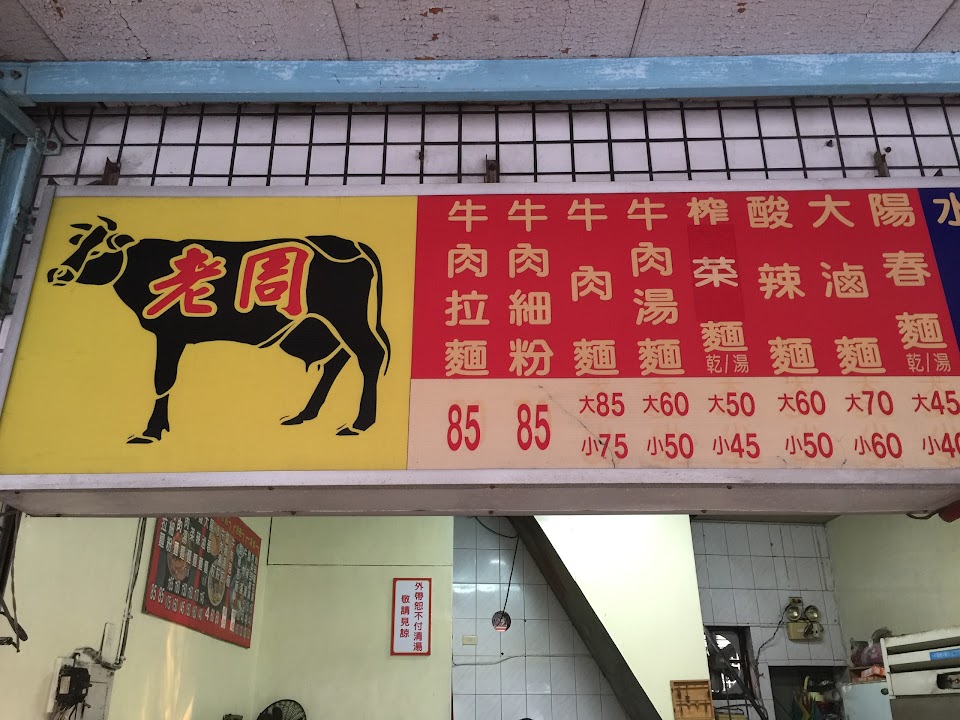 老周
牛肉拉麵 85
牛肉細粉 85
牛肉麵 大85 小75
牛肉湯麵 大60 小50
榨菜麵 乾/湯 大50 小45
酸辣麵 大60 小50
大滷麵 大70 小60
陽春麵 乾/湯 大45 小40
水
外帶恕不付清湯
敬請見諒